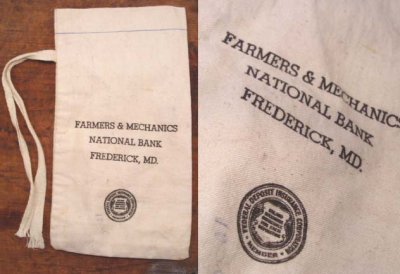 FARMERS & MECHANICS
NATIONAL BANK
FREDERICK, MD.
FARMERS & MECHANICS
NATIONAL BANK
FREDERICK, MD.
FEDERAL DEPOSIT INSURANCE CORPORATION
MEMBER